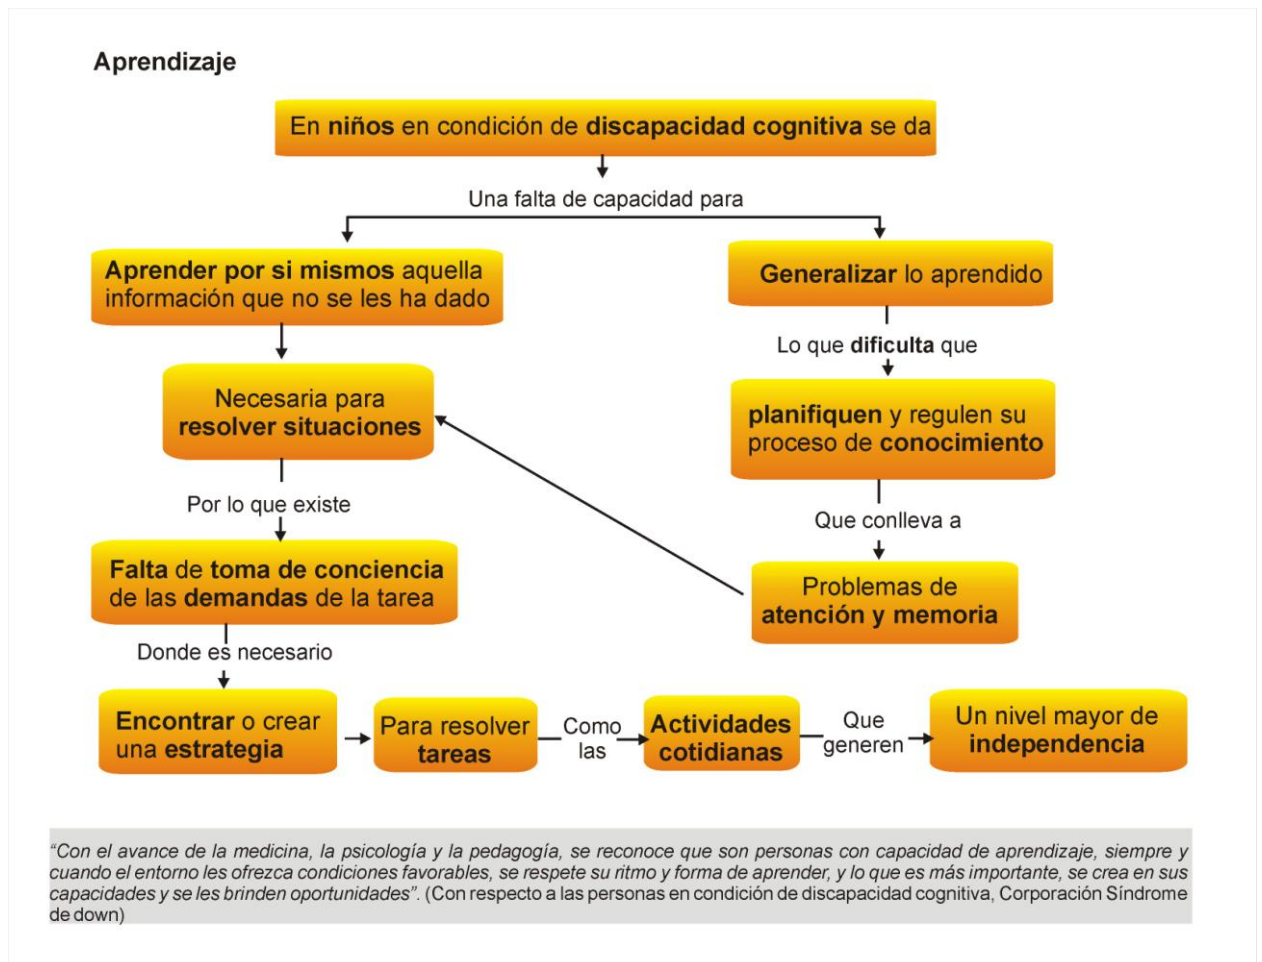 Aprendizaje
En niños en condición de discapacidad cognitiva se da
Una falta de capacidad para
Aprender por si mismos aquella
información que no se les ha dado
Necesaria para
resolver situaciones
Por lo que existe
Falta de toma de conciencia
de las demandas de la tarea
Donde es necesario
Encontrar o crear
una estrategia
Para resolver
tareas
Como
las
Actividades
cotidianas
Que
generen
Un nivel mayor de
independencia
Generalizar lo aprendido
Lo que dificulta que
planifiquen y regulen su
proceso de conocimiento
Que conlleva a
Problemas de
atención y memoria
“Con el avance de la medicina, la psicología y la pedagogía, se reconoce que son personas con capacidad de aprendizaje, siempre y
cuando el entorno les ofrezca condiciones favorables, se respete su ritmo y forma de aprender, y lo que es más importante, se crea en sus
capacidades y se les brinden oportunidades”. (Con respecto a las personas en condición de discapacidad cognitiva, Corporación Síndrome
de down)